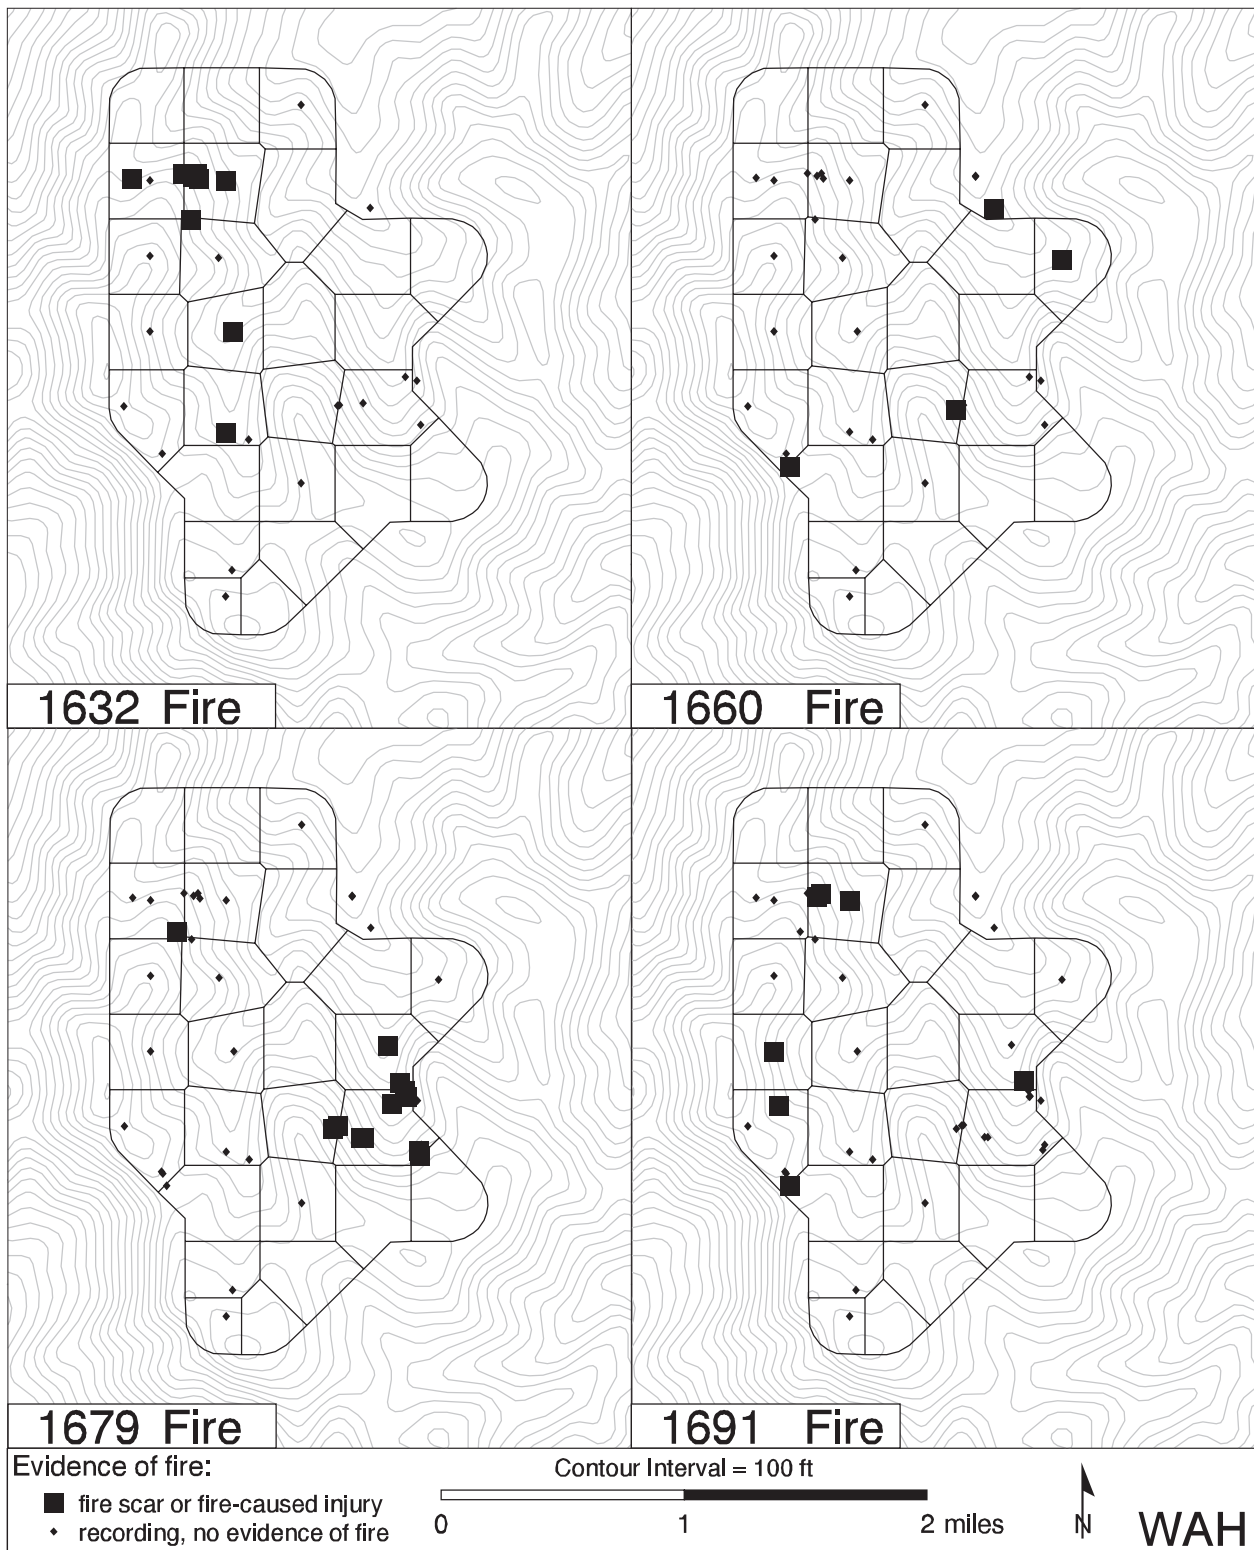 1632 Fire
1660 Fire
1679 Fire
1691 Fire
Evidence of fire:
fire scar or fire-caused injury
recording, no evidence of fire
Contour Interval = 100 ft
0 1 2 miles
N
WAH